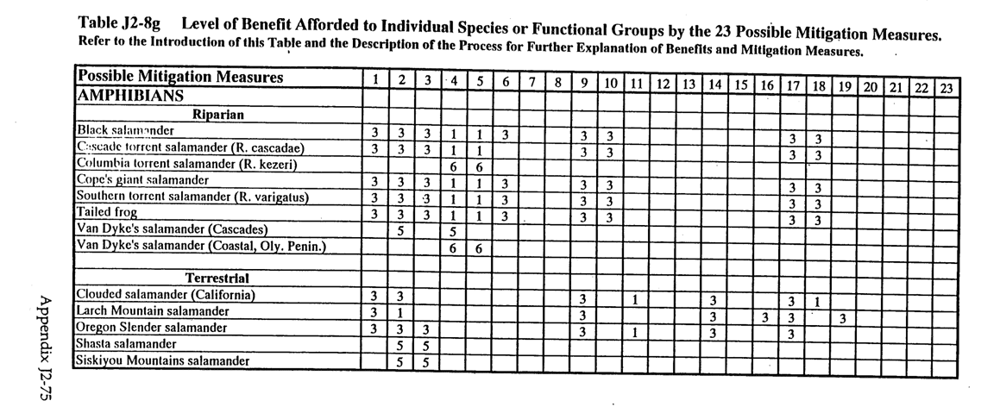 Table J2-8g Level of Benefit Afforded to Individual Species or Functional Groups by the 23 Possible Mitigation Measures.
Refer to the Introduction of this Table and the Description of the Process for Further Explanation of Benefits and Mitigation Measures.
Possible Mitigation Measures 1 2 3 4 5 6 7 8 9 10 11 12 13 14 15 16 17 18 19 20 21 22 23
AMPHIBIANS
Riparian
Black salamander 3 3 3 1 1 3 3 3 3 3
Cascade torrent salamander (R. cascadae) 3 3 3 1 1 3 3 3 3
Columbia torrent salamander (R. kezeri) 6 6
Cope's giant salamander 3 3 3 1 1 3 3 3 3 3
Southern torrent salamander (R. varigatus) 3 3 3 1 1 3 3 3 3 3
Tailed frog 3 3 3 1 1 3 3 3 3 3
Van Dyke's salamander (Cascades) 5 5
Van Dyke's salamander (Coastal, Oly. Penin.) 6 6
Terrestrial
Clouded salamander (California) 3 3 3 1 3 3 1
Larch Mountain salamander 3 1 3 3 3 3 3
Oregon Slender salamander 3 3 3 3 1 3 3
Shasta salamander 5 5
Siskiyou Mountains salamander 5 5
Appendix J2-75